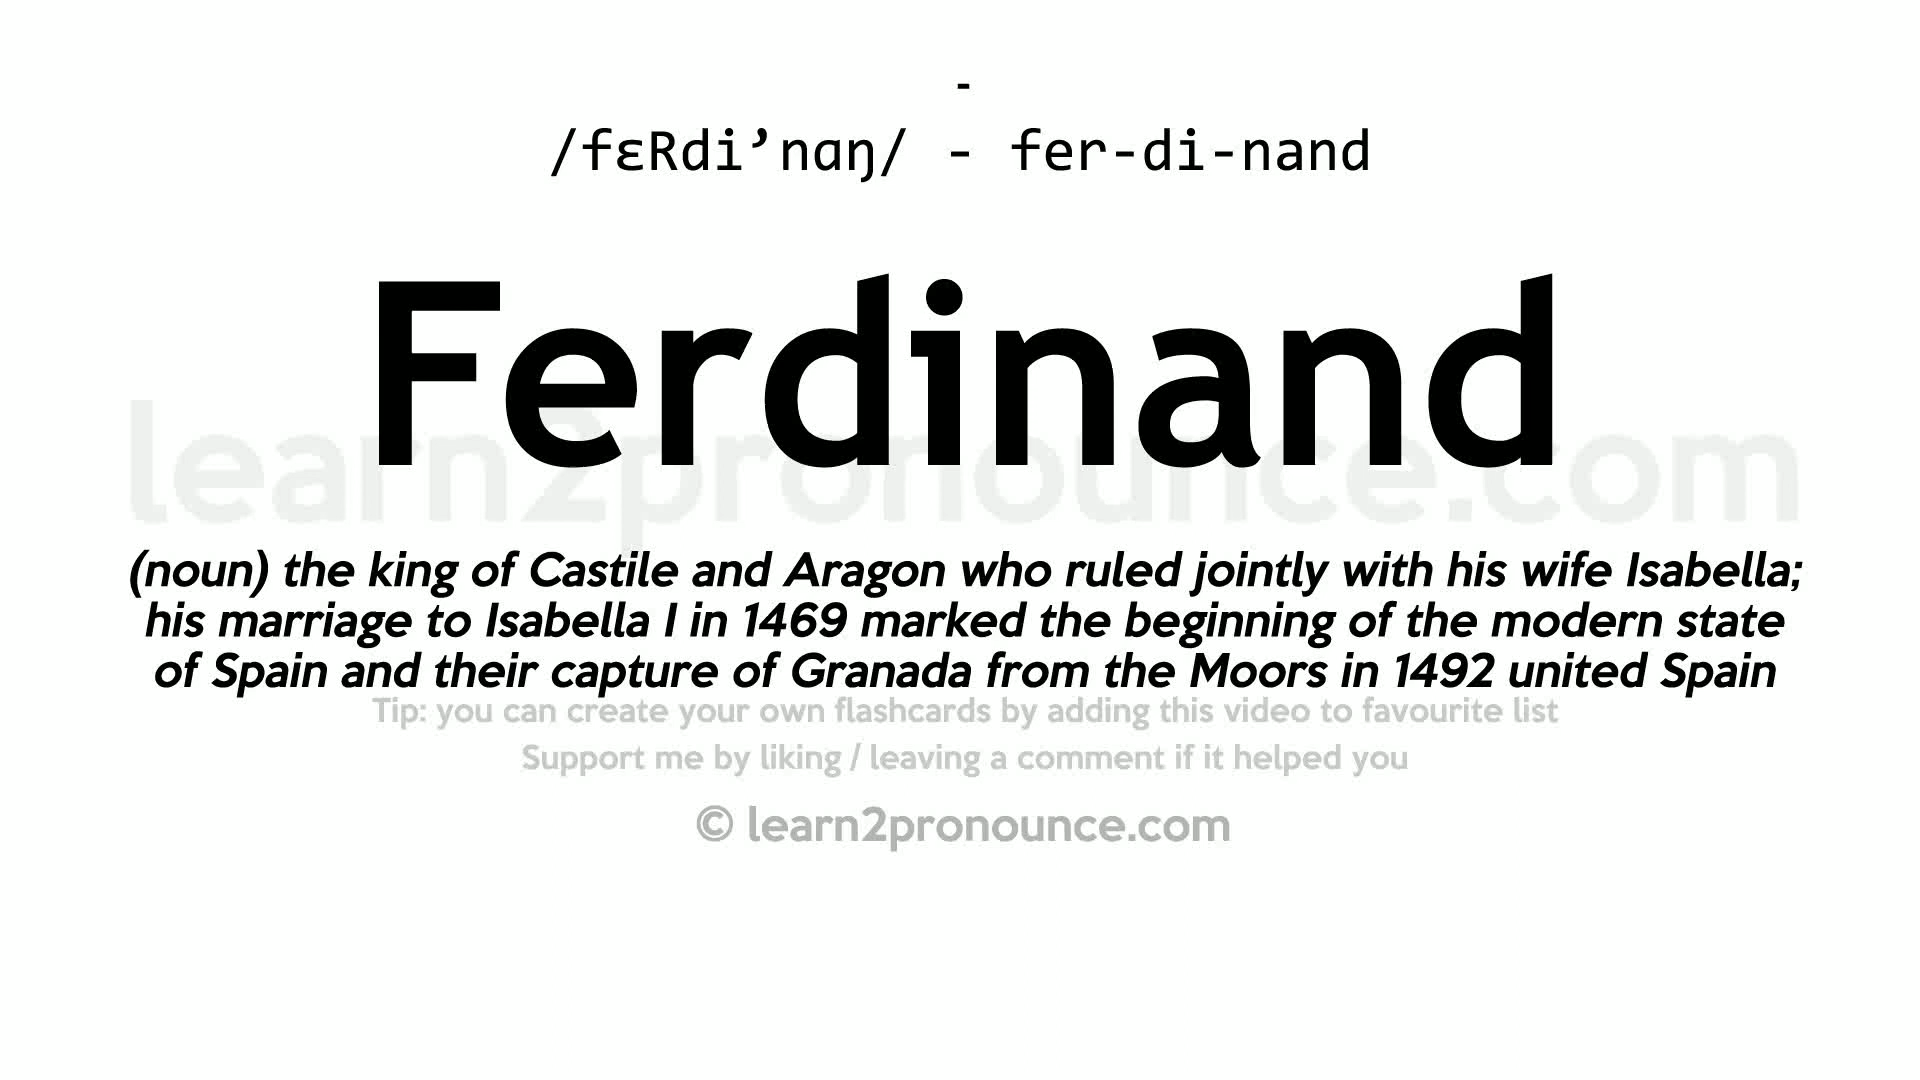 -
/fɛRdi’nɑŋ/ - fer-di-nand
Ferdinand
learn2pronounce.com
(noun) the king of Castile and Aragon who ruled jointly with his wife Isabella;
his marriage to Isabella I in 1469 marked the beginning of the modern state
of Spain and their capture of Granada from the Moors in 1492 united Spain
Tip: you can create your own flashcards by adding this video to favourite list
Support me by liking / leaving a comment if it helped you
© learn2pronounce.com